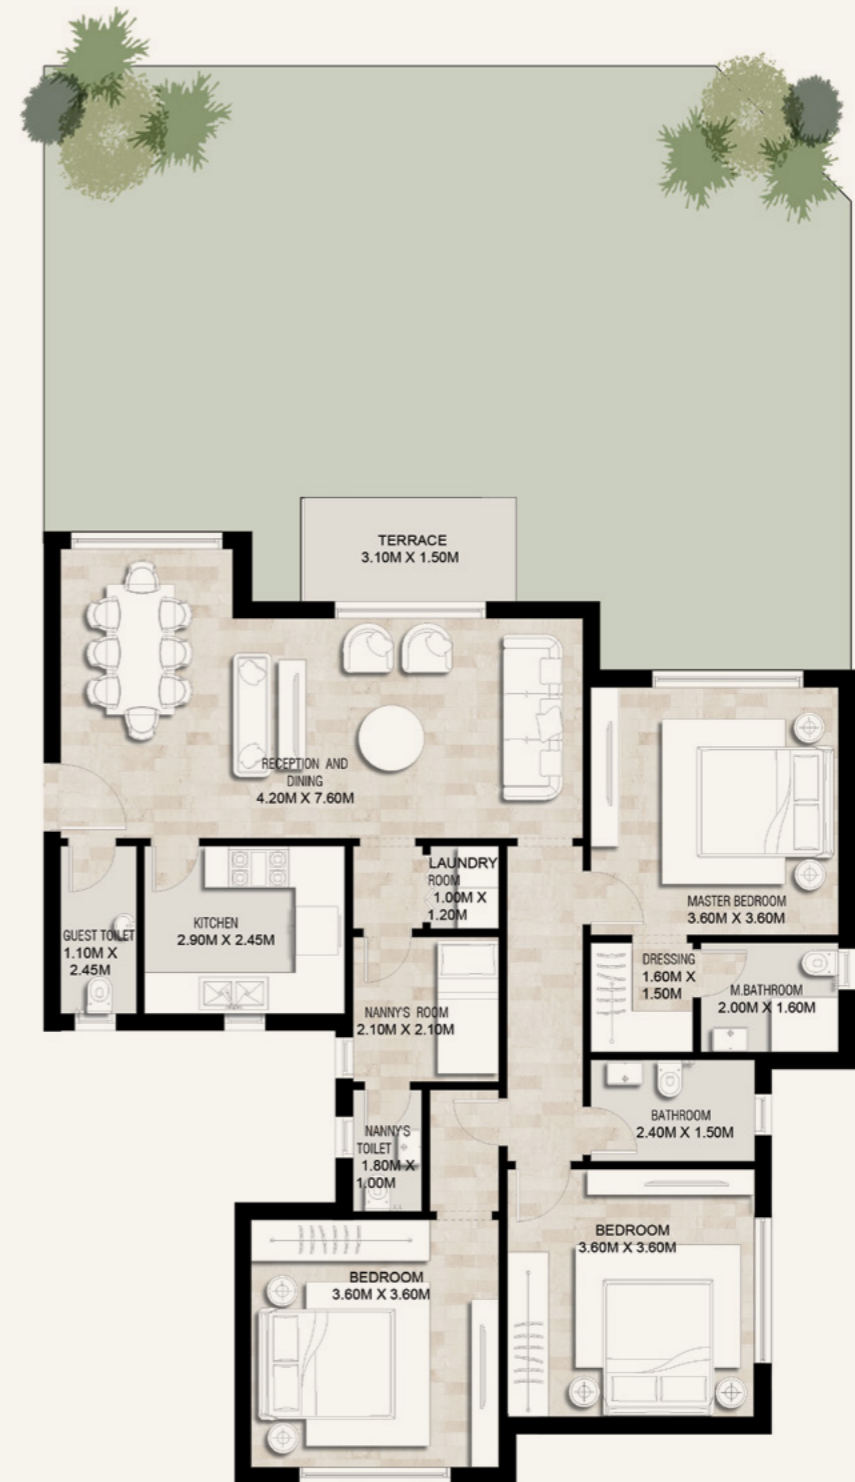 TERRACE
3.10M X 1.50M
RECEPTION AND
DINING
4.20M X 7.60M
LAUNDRY
ROOM
1.00M X
1.20M
MASTER BEDROOM
3.60M X 3.60M
GUEST TOILET
1.10M X
2.45M
KITCHEN
2.90M X 2.45M
DRESSING
1.60M X
1.50M
M.BATHROOM
2.00M X 1.60M
NANNY'S ROOM
2.10M X 2.10M
NANNY'S
TOILET
1.80M X
1.00M
BATHROOM
2.40M X 1.50M
BEDROOM
3.60M X 3.60M
BEDROOM
3.60M X 3.60M